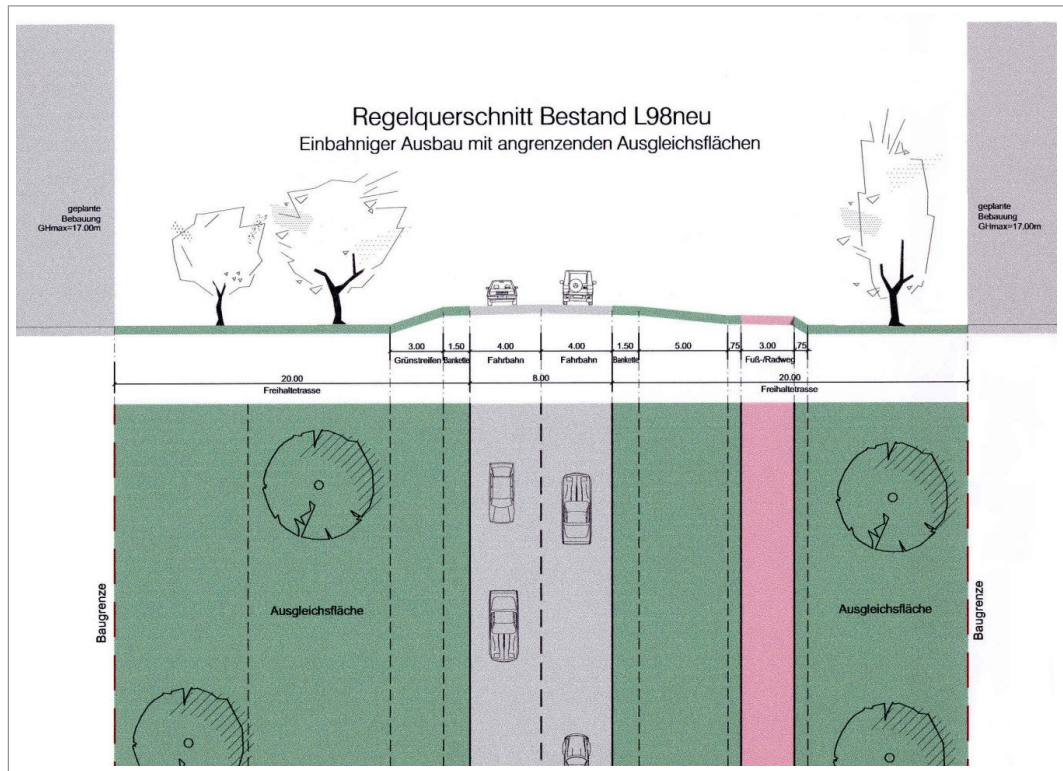 Regelquerschnitt Bestand L98neu
Einbahniger Ausbau mit angrenzenden Ausgleichsflächen
geplante
Bebauung
GHmax=17.00m
geplante
Bebauung
GHmax=17.00m
3.00 1.50 4.00 4.00 1.50 5.00 .75 3.00 .75
Grünstreifen Bankette Fahrbahn Fahrbahn Bankette Fuß-/Radweg
20.00 8.00 20.00
Freihaltetrasse Freihaltetrasse
Baugrenze
Ausgleichsfläche
Ausgleichsfläche
Baugrenze